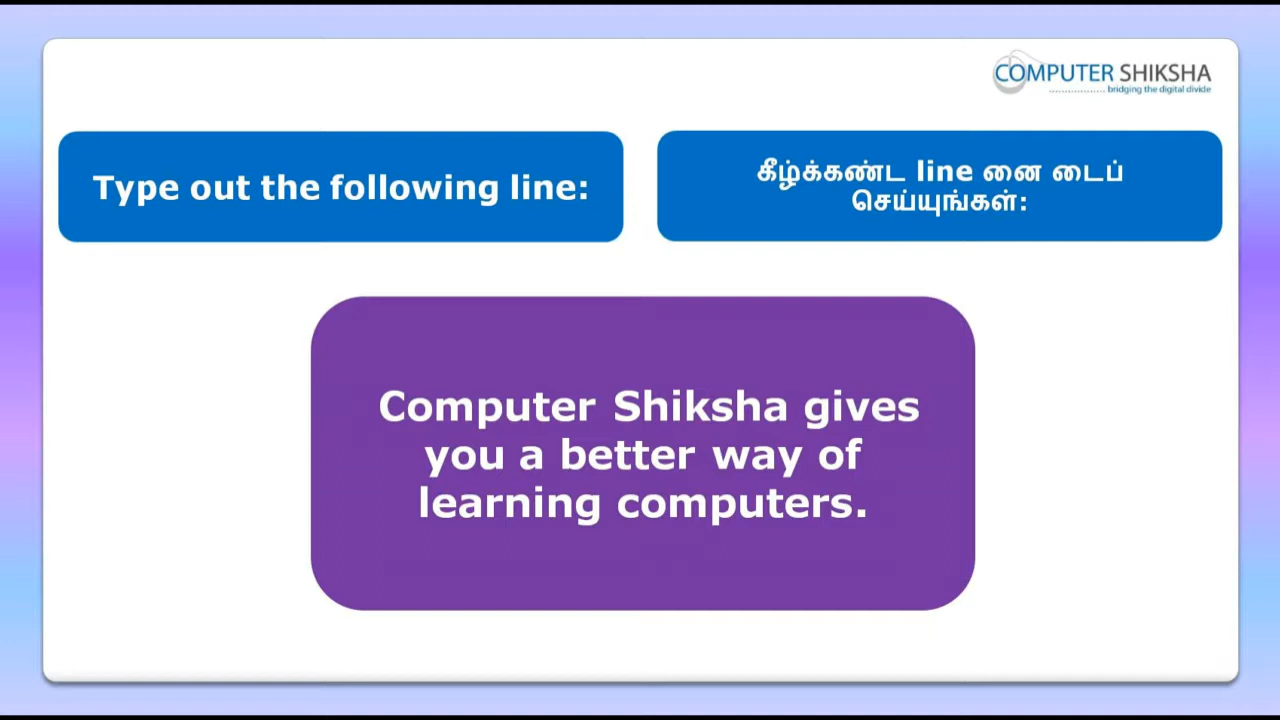 COMPUTER SHIKSHA
bridging the digital divide
Type out the following line:
கீழ்க்கண்ட line னை டைப்
செய்யுங்கள்:
Computer Shiksha gives
you a better way of
learning computers.